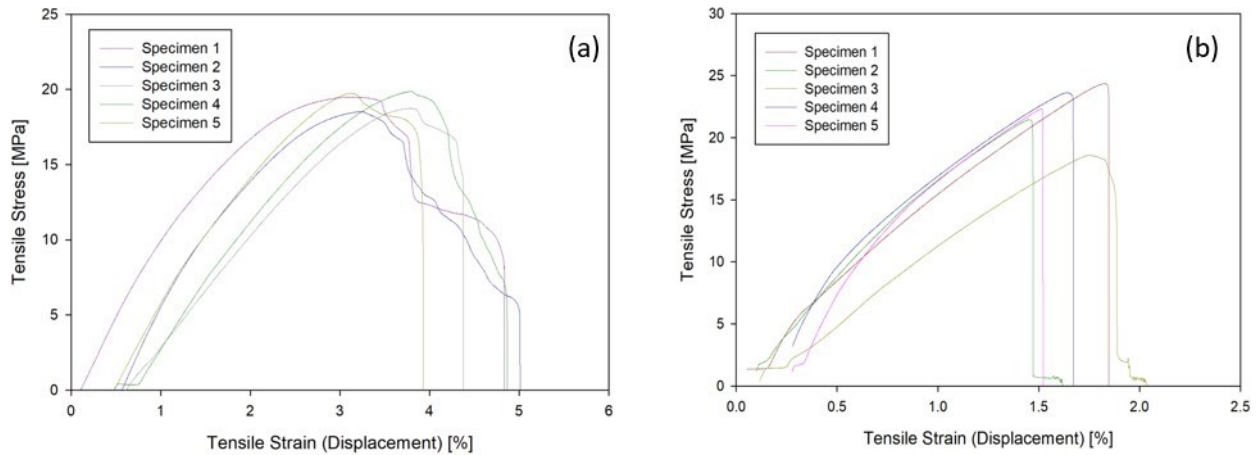 (a)
Specimen 1
Specimen 2
Specimen 3
Specimen 4
Specimen 5
Tensile Stress [MPa]
25
20
15
10
5
0
0 1 2 3 4 5 6
Tensile Strain (Displacement) [%]
(b)
Specimen 1
Specimen 2
Specimen 3
Specimen 4
Specimen 5
Tensile Stress [MPa]
30
25
20
15
10
5
0
0.0 0.5 1.0 1.5 2.0 2.5
Tensile Strain (Displacement) [%]